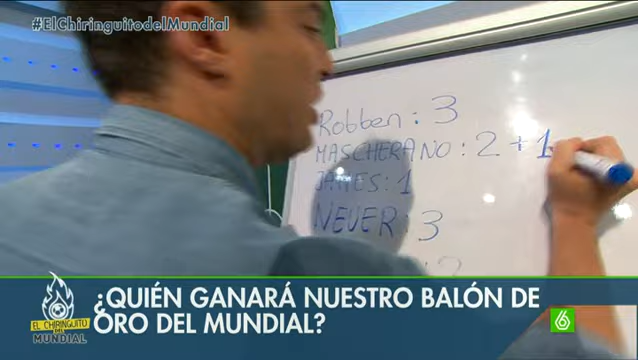 #ElChiringuitodelMundial
Robben: 3
MASCHERANO: 2 + 1
JAMES: 1
NEUER: 3
: 2
¿QUIÉN GANARÁ NUESTRO BALÓN DE
ORO DEL MUNDIAL?
EL CHIRINGUITO
DEL
MUNDIAL
6